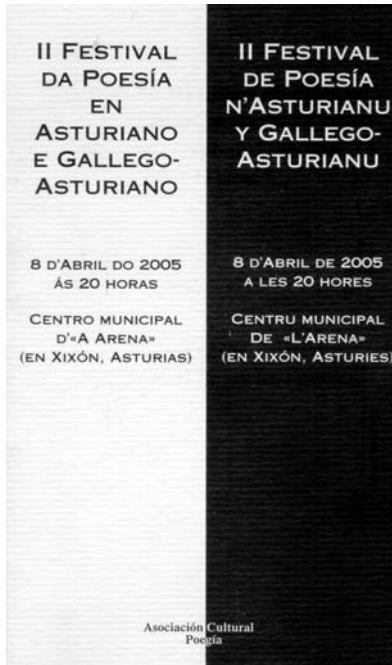 II FESTIVAL
DA POESÍA
EN
ASTURIANO
E GALLEGO-
ASTURIANO
8 D'ABRIL DO 2005
ÁS 20 HORAS
CENTRO MUNICIPAL
D'«A ARENA»
(EN XIXÓN, ASTURIAS)
II FESTIVAL
DE POESÍA
N'ASTURIANU
Y GALLEGO-
ASTURIANU
8 D'ABRIL DE 2005
A LES 20 HORES
CENTRU MUNICIPAL
DE «L'ARENA»
(EN XIXÓN, ASTURIES)
Asociación Cultural
Poegía